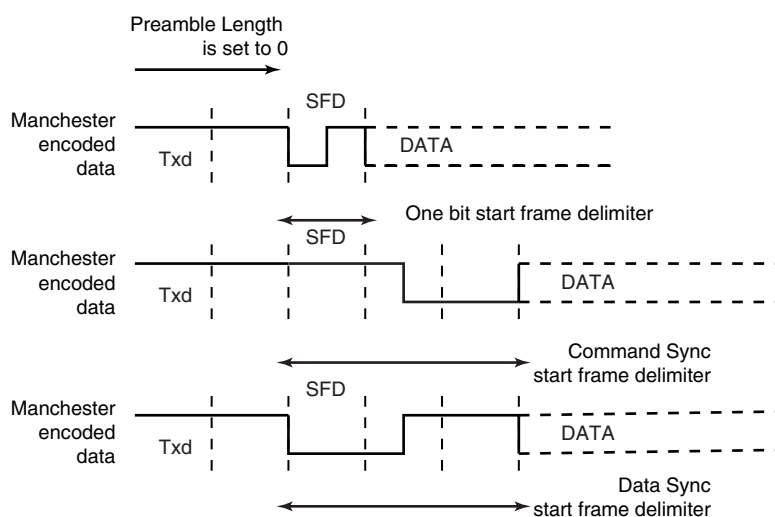 Preamble Length
is set to 0
SFD
Manchester
encoded
data
Txd
DATA
One bit start frame delimiter
SFD
Manchester
encoded
data
Txd
DATA
Command Sync
start frame delimiter
SFD
Manchester
encoded
data
Txd
DATA
Data Sync
start frame delimiter